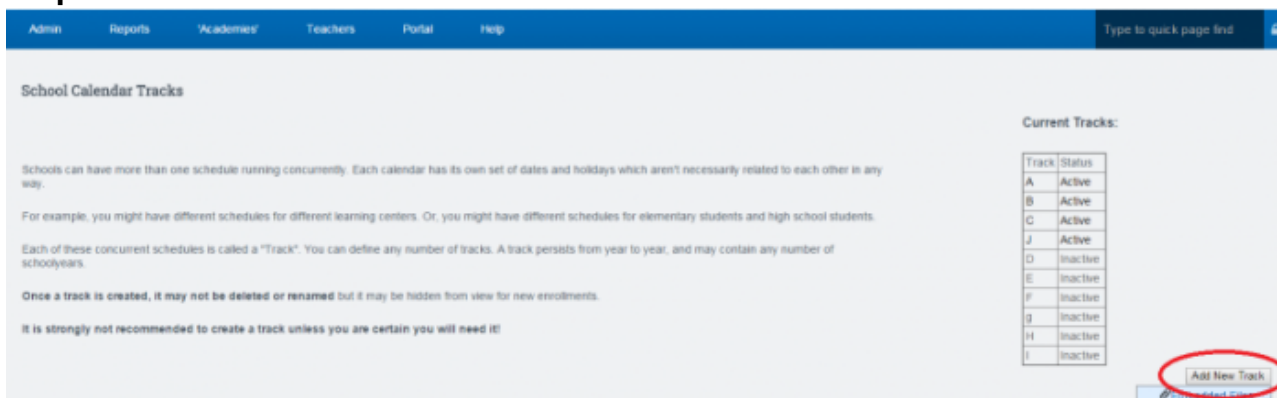 Admin Reports 'Academies' Teachers Portal Help Type to quick page find
School Calendar Tracks
Current Tracks:
Schools can have more than one schedule running concurrently. Each calendar has its own set of dates and holidays which aren't necessarily related to each other in any
way.
For example, you might have different schedules for different learning centers. Or, you might have different schedules for elementary students and high school students.
Each of these concurrent schedules is called a "Track". You can define any number of tracks. A track persists from year to year, and may contain any number of
schoolyears.
Once a track is created, it may not be deleted or renamed but it may be hidden from view for new enrollments.
It is strongly not recommended to create a track unless you are certain you will need it!
Track Status
A Active
B Active
C Active
J Active
D Inactive
E Inactive
F Inactive
g Inactive
H Inactive
I Inactive
Add New Track